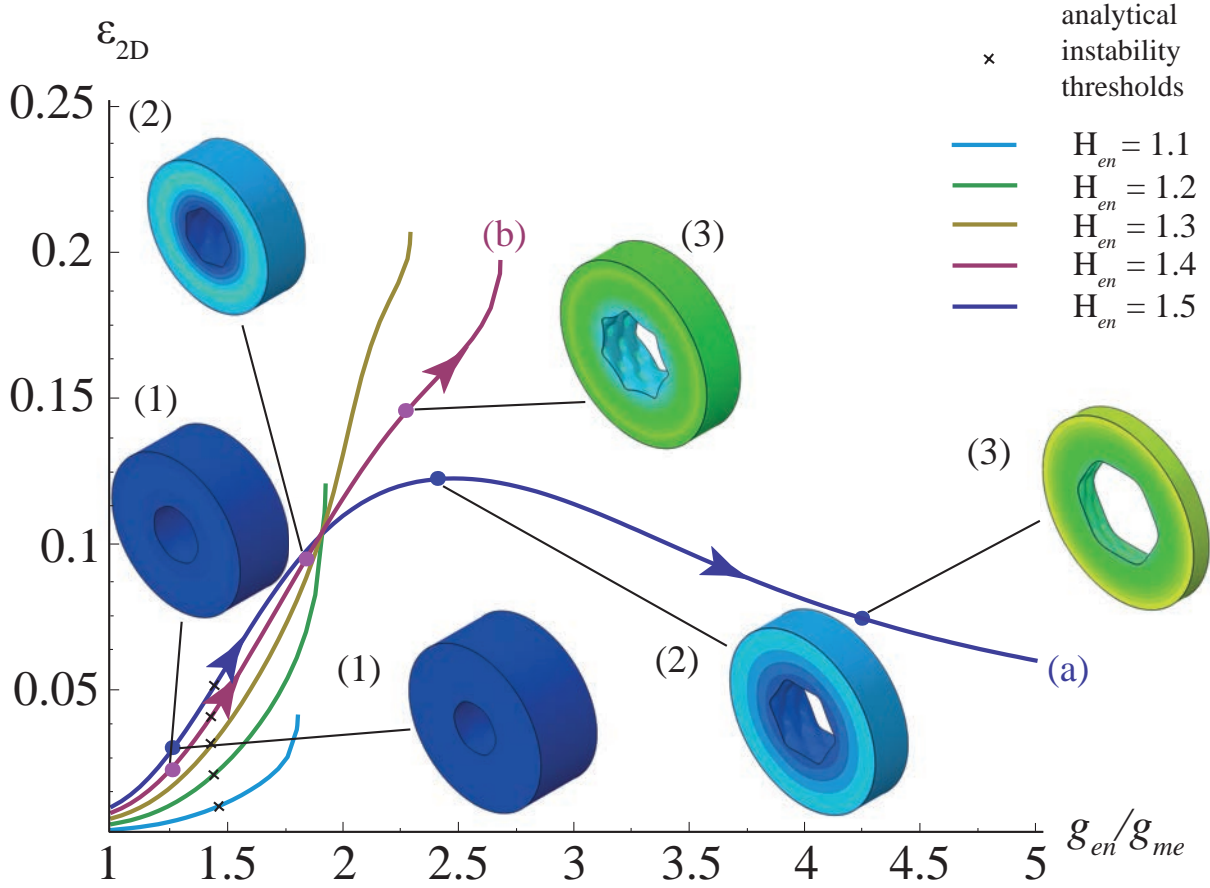 ε2D
analytical
instability
thresholds
0.25
(2)
Hen = 1.1
Hen = 1.2
Hen = 1.3
Hen = 1.4
Hen = 1.5
0.2
(b)
(3)
0.15
(1)
(3)
0.1
(1)
(2)
(a)
0.05
1
1.5
2
2.5
3
3.5
4
4.5
5
gen/gme